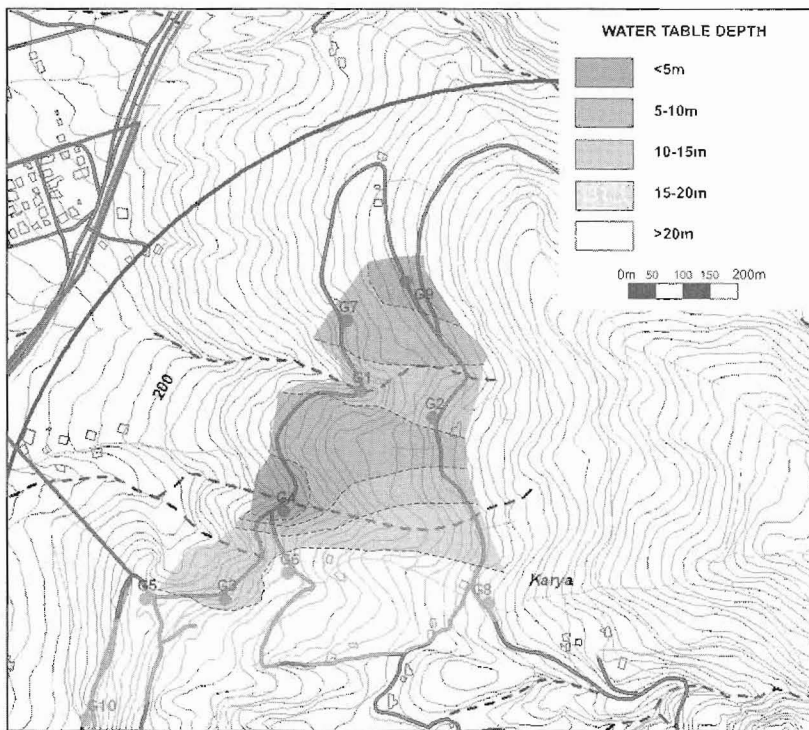 WATER TABLE DEPTH
<5m
5-10m
10-15m
15-20m
>20m
0m 50 100 150 200m
G9
G7
G1
200
G2
G4
G6
Karya
G5
G3
G8
G10